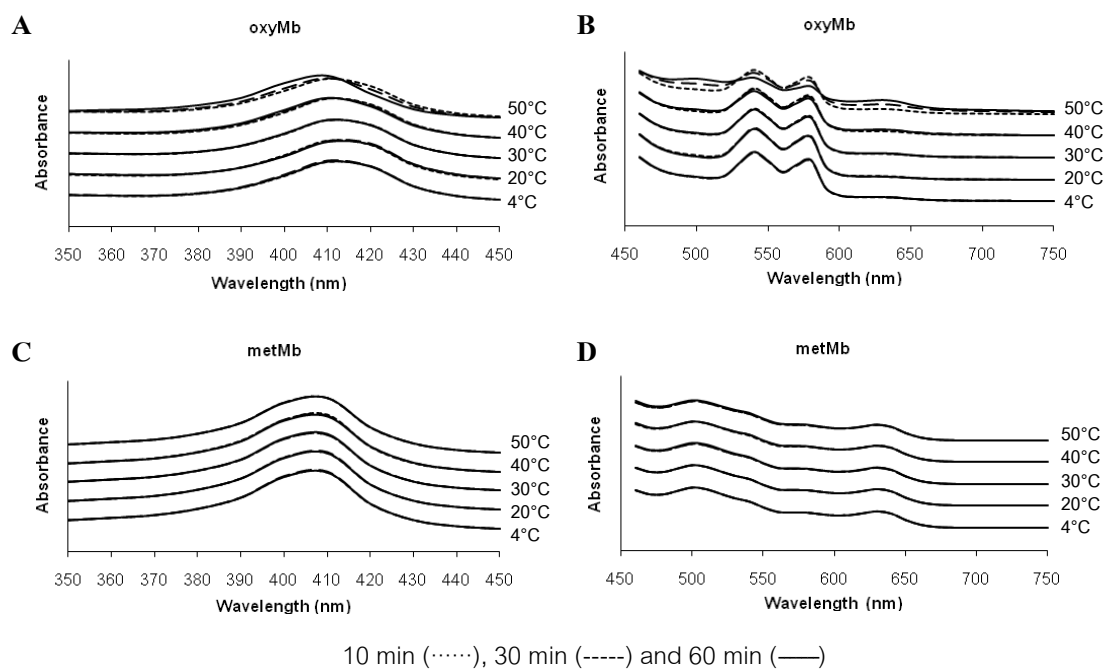 A
oxyMb
Absorbance
50°C
40°C
30°C
20°C
4°C
350 360 370 380 390 400 410 420 430 440 450
Wavelength (nm)
B
oxyMb
Absorbance
50°C
40°C
30°C
20°C
4°C
450 500 550 600 650 700 750
Wavelength (nm)
C
metMb
Absorbance
50°C
40°C
30°C
20°C
4°C
350 360 370 380 390 400 410 420 430 440 450
Wavelength (nm)
D
metMb
Absorbance
50°C
40°C
30°C
20°C
4°C
450 500 550 600 650 700 750
Wavelength (nm)
10 min (······), 30 min (-----) and 60 min (——)